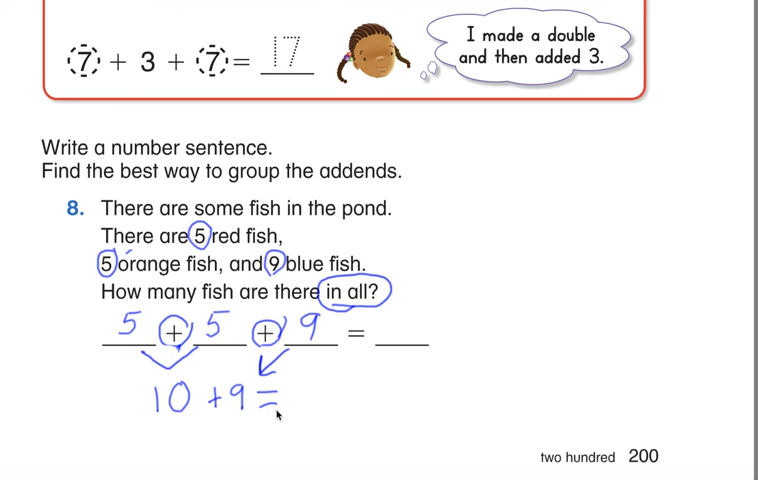 7 + 3 + 7 = 17
I made a double
and then added 3.
Write a number sentence.
Find the best way to group the addends.
8. There are some fish in the pond.
There are 5 red fish,
5 orange fish, and 9 blue fish.
How many fish are there in all?
5 + 5 + 9 = ___
10 + 9 =
two hundred 200